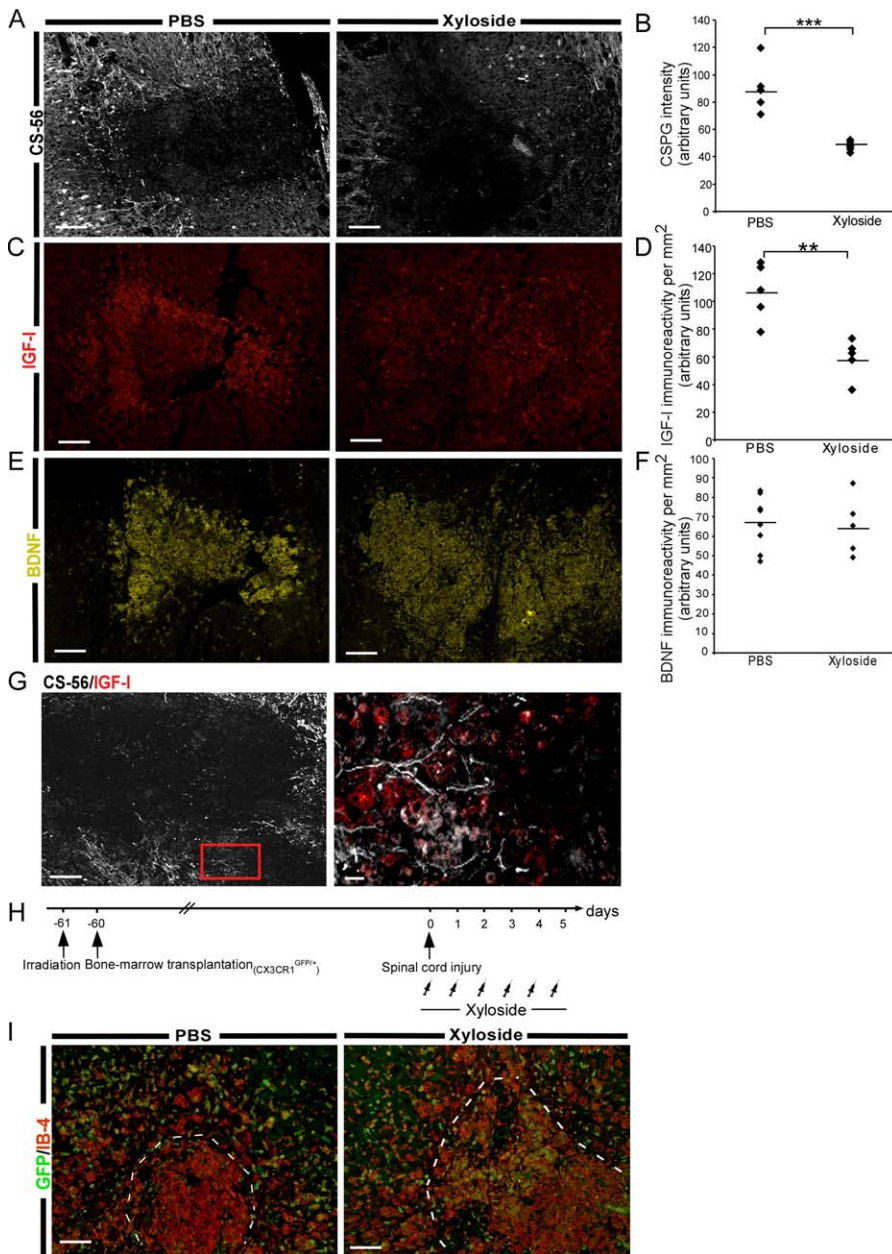 A
PBS
Xyloside
CS-56
B
CSPG intensity
(arbitrary units)
140
120
100
80
60
40
20
0
***
PBS
Xyloside
C
IGF-I
D
IGF-I immunoreactivity per mm2
(arbitrary units)
140
120
100
80
60
40
20
0
**
PBS
Xyloside
E
BDNF
F
BDNF immunoreactivity per mm2
(arbitrary units)
100
90
80
70
60
50
40
30
20
10
0
PBS
Xyloside
G
CS-56/IGF-I
H
-61 -60 0 1 2 3 4 5 days
Irradiation Bone-marrow transplantation(CX3CR1GFP/+) Spinal cord injury
Xyloside
I
PBS
Xyloside
GFP/IB-4